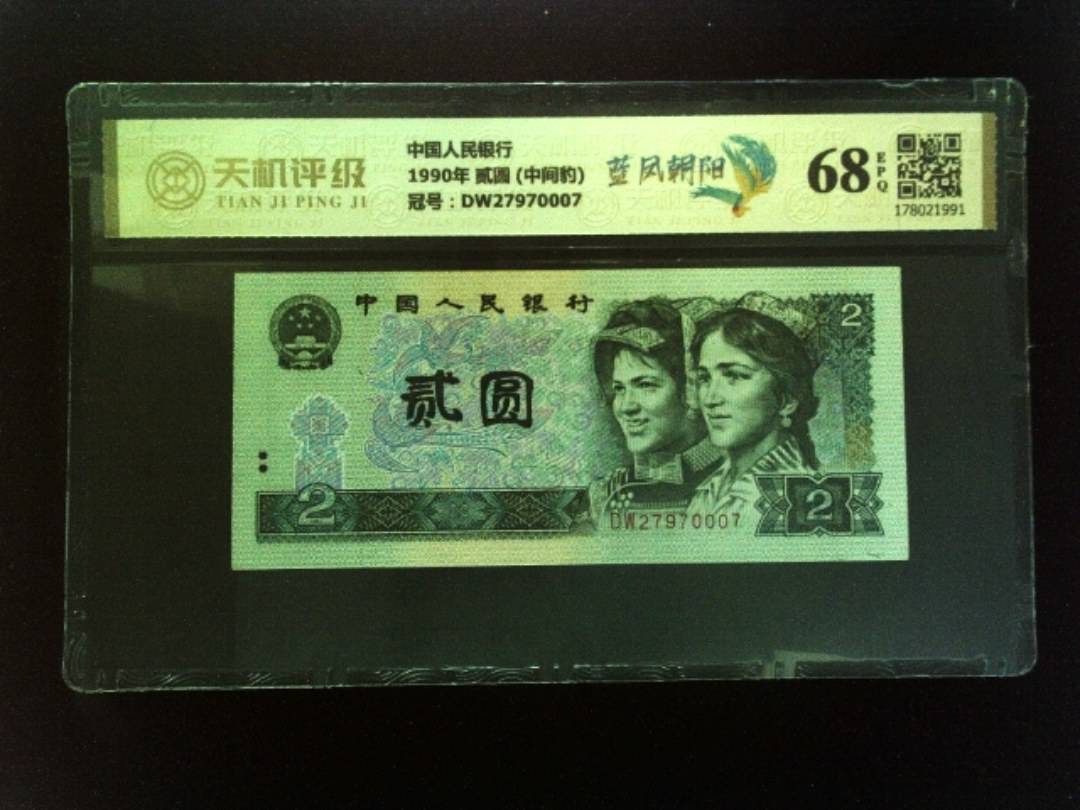 天机评级
TIAN JI PING JI
中国人民银行
1990年 贰圆 (中间豹)
冠号：DW27970007
蓝凤朝阳
68
EPQ
178021991
中国人民银行
2
贰圆
2
DW27970007
2